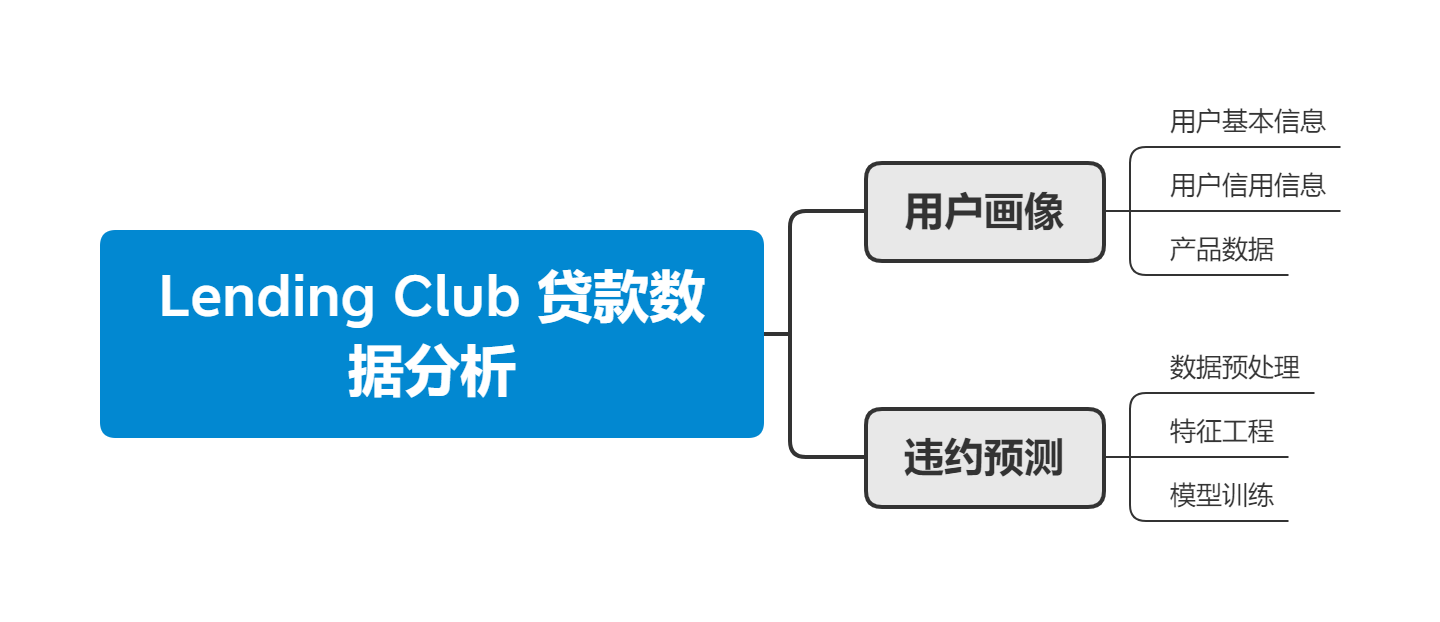 Lending Club 贷款数
据分析
用户画像
用户基本信息
用户信用信息
产品数据
违约预测
数据预处理
特征工程
模型训练